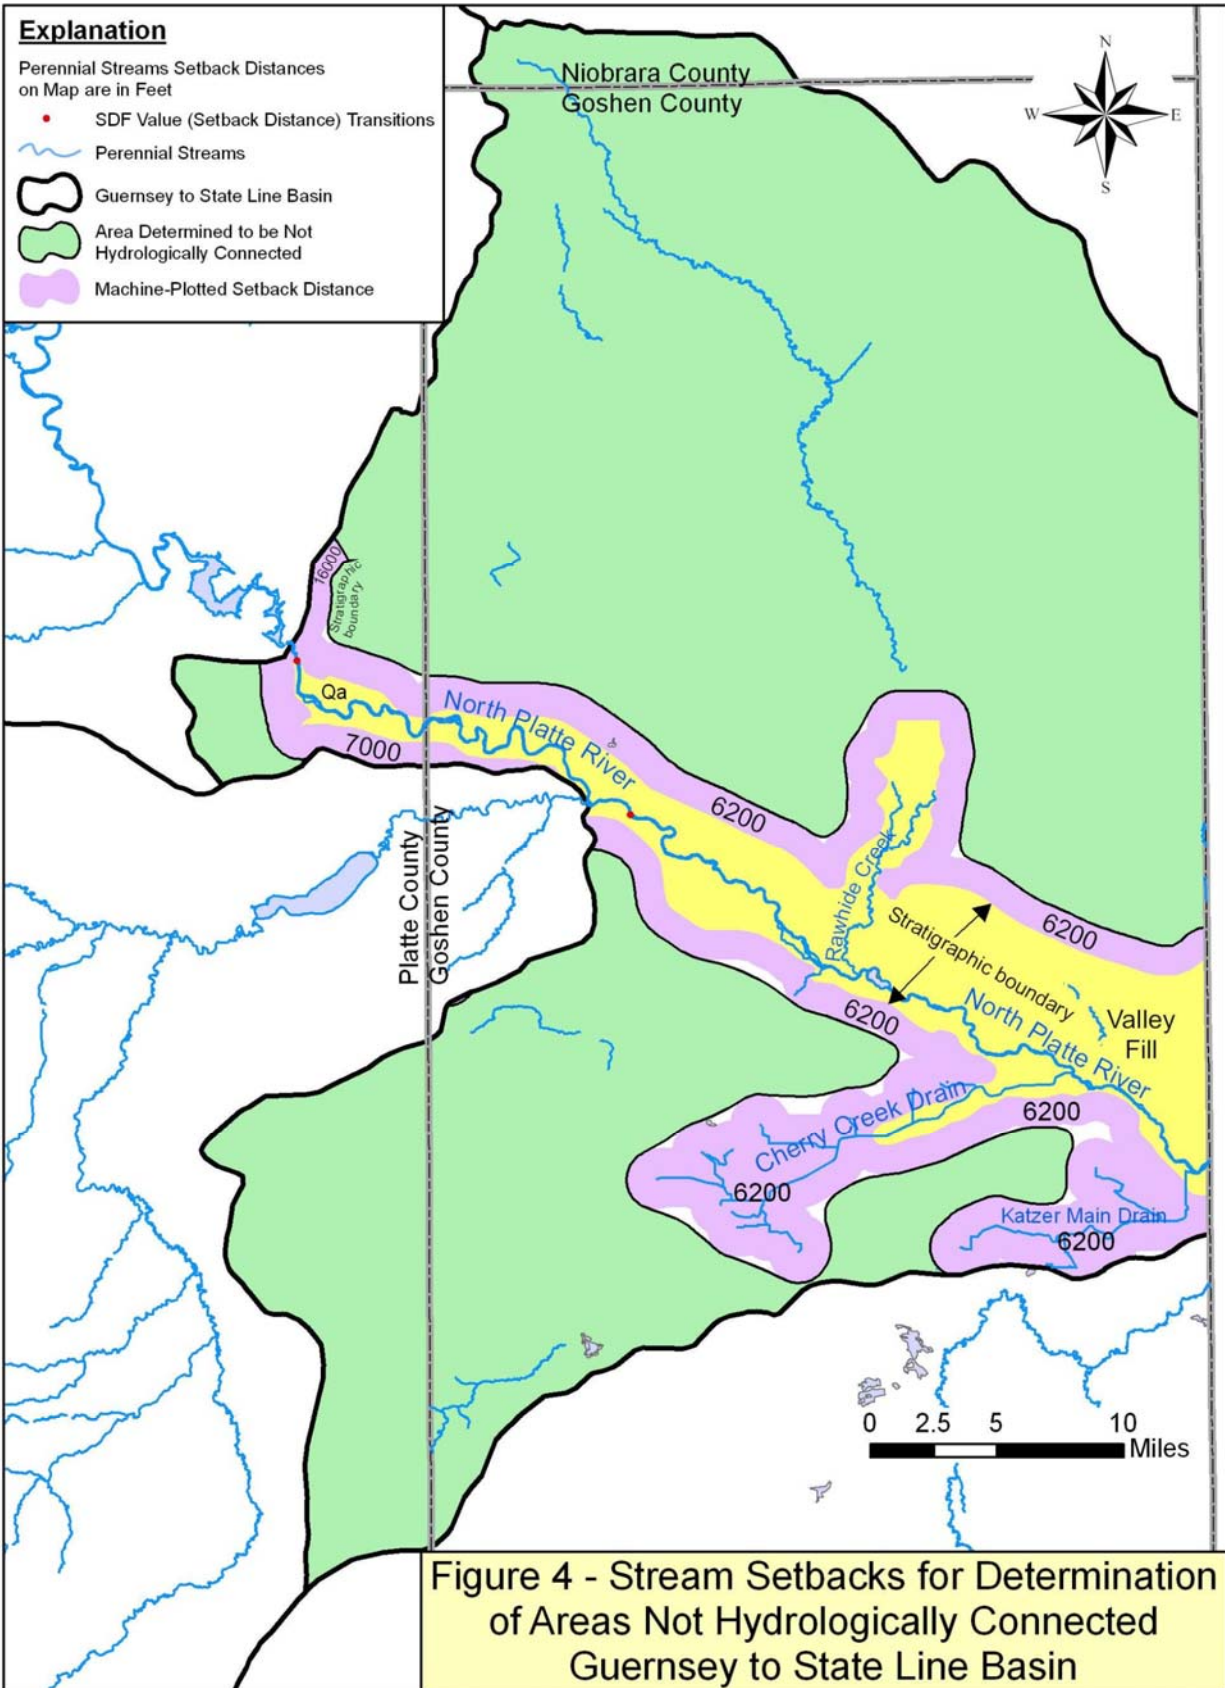 Explanation
Perennial Streams Setback Distances
on Map are in Feet
SDF Value (Setback Distance) Transitions
Perennial Streams
Guernsey to State Line Basin
Area Determined to be Not
Hydrologically Connected
Machine-Plotted Setback Distance
Niobrara County
Goshen County
N
W
E
S
16000
Stratigraphic
boundary
Qa
7000
North Platte River
6200
Platte County
Goshen County
Rawhide Creek
6200
Stratigraphic boundary
6200
North Platte River
Valley
Fill
Cherry Creek Drain
6200
6200
Katzer Main Drain
6200
0 2.5 5 10
Miles
Figure 4 - Stream Setbacks for Determination
of Areas Not Hydrologically Connected
Guernsey to State Line Basin